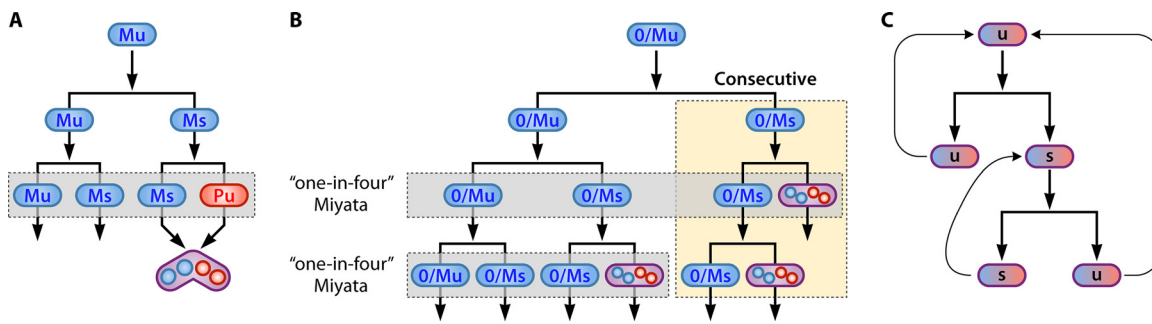 A
Mu
Mu Ms
Mu Ms Ms Pu
B
0/Mu
Consecutive
0/Mu 0/Ms
“one-in-four”
Miyata
0/Mu 0/Ms 0/Ms
“one-in-four”
Miyata
0/Mu 0/Ms 0/Ms 0/Ms
C
u
u s
s u